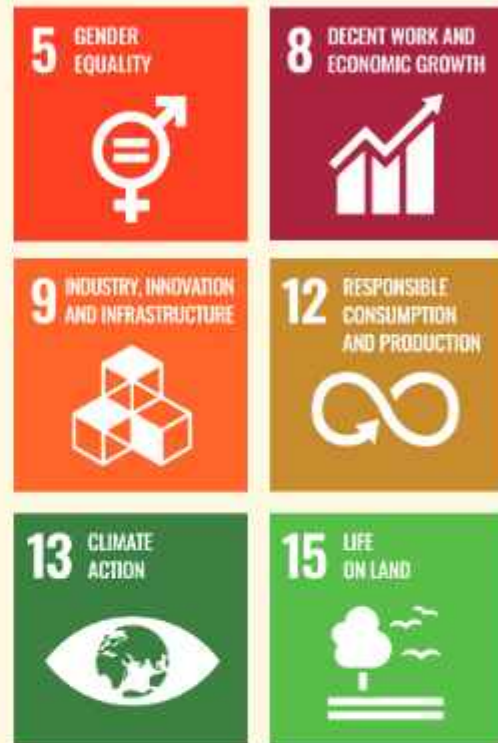 5 GENDER
EQUALITY
8 DECENT WORK AND
ECONOMIC GROWTH
9 INDUSTRY, INNOVATION
AND INFRASTRUCTURE
12 RESPONSIBLE
CONSUMPTION
AND PRODUCTION
13 CLIMATE
ACTION
15 LIFE
ON LAND